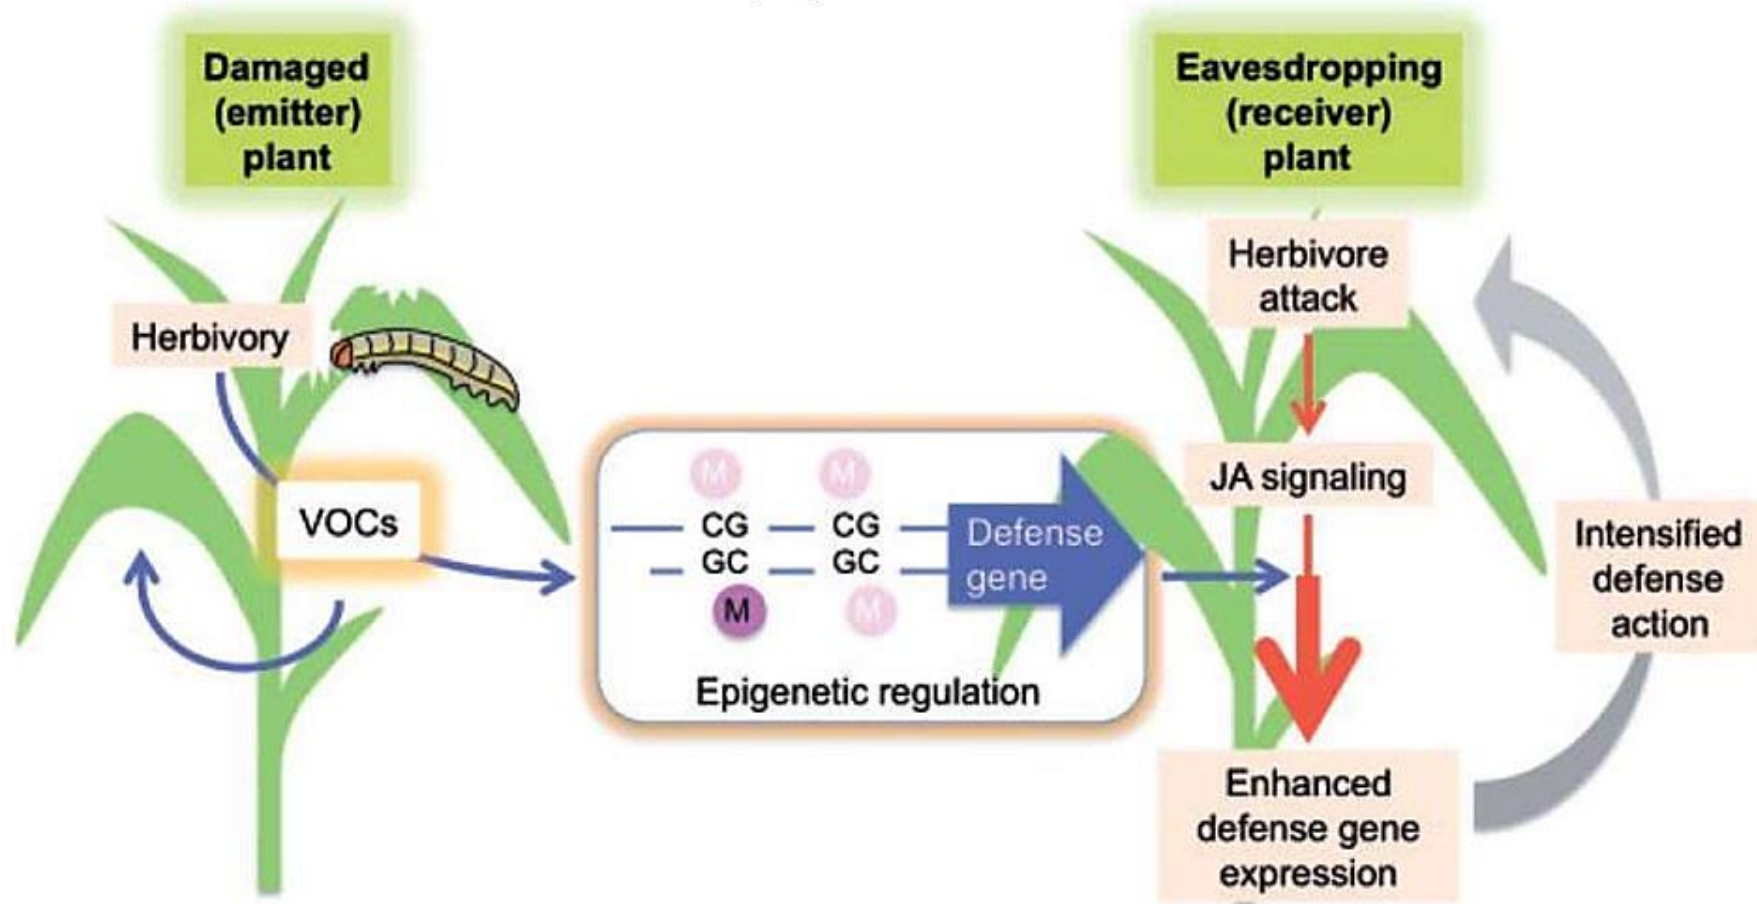 Damaged
(emitter)
plant
Herbivory
VOCs
M M
CG CG
GC GC
M M
Defense
gene
Epigenetic regulation
Eavesdropping
(receiver)
plant
Herbivore
attack
JA signaling
Enhanced
defense gene
expression
Intensified
defense
action